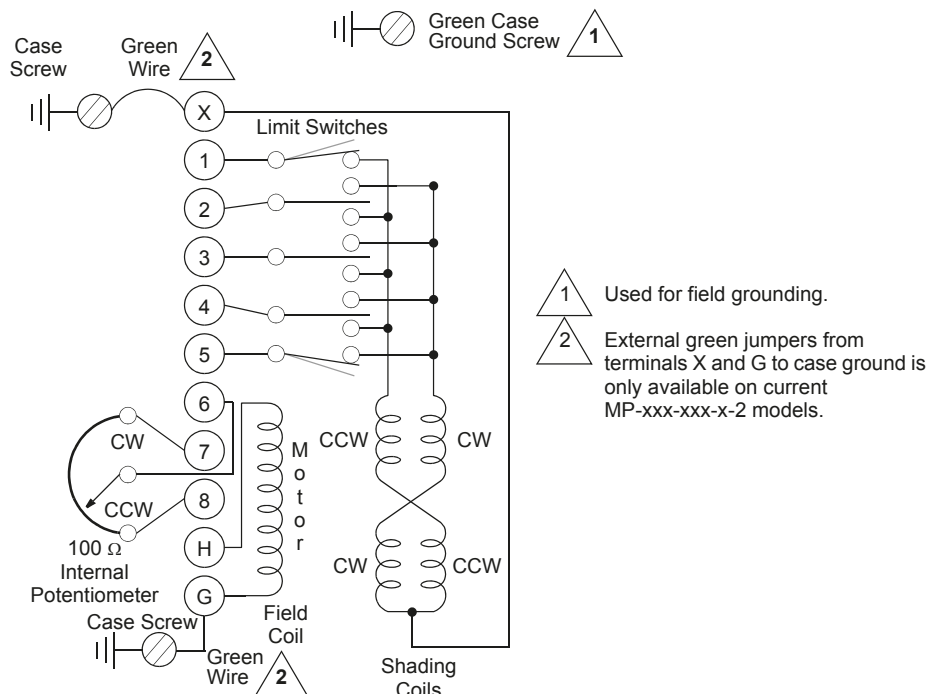 Green Case
Ground Screw
1
Case
Screw
Green
Wire
2
X
Limit Switches
1
2
3
4
5
6
7
8
H
G
CW
CCW
100 Ω
Internal
Potentiometer
Motor
Field
Coil
CCW
CW
CW
CCW
Shading
Coils
Case Screw
Green
Wire
2
1
Used for field grounding.
2
External green jumpers from
terminals X and G to case ground is
only available on current
MP-xxx-xxx-x-2 models.